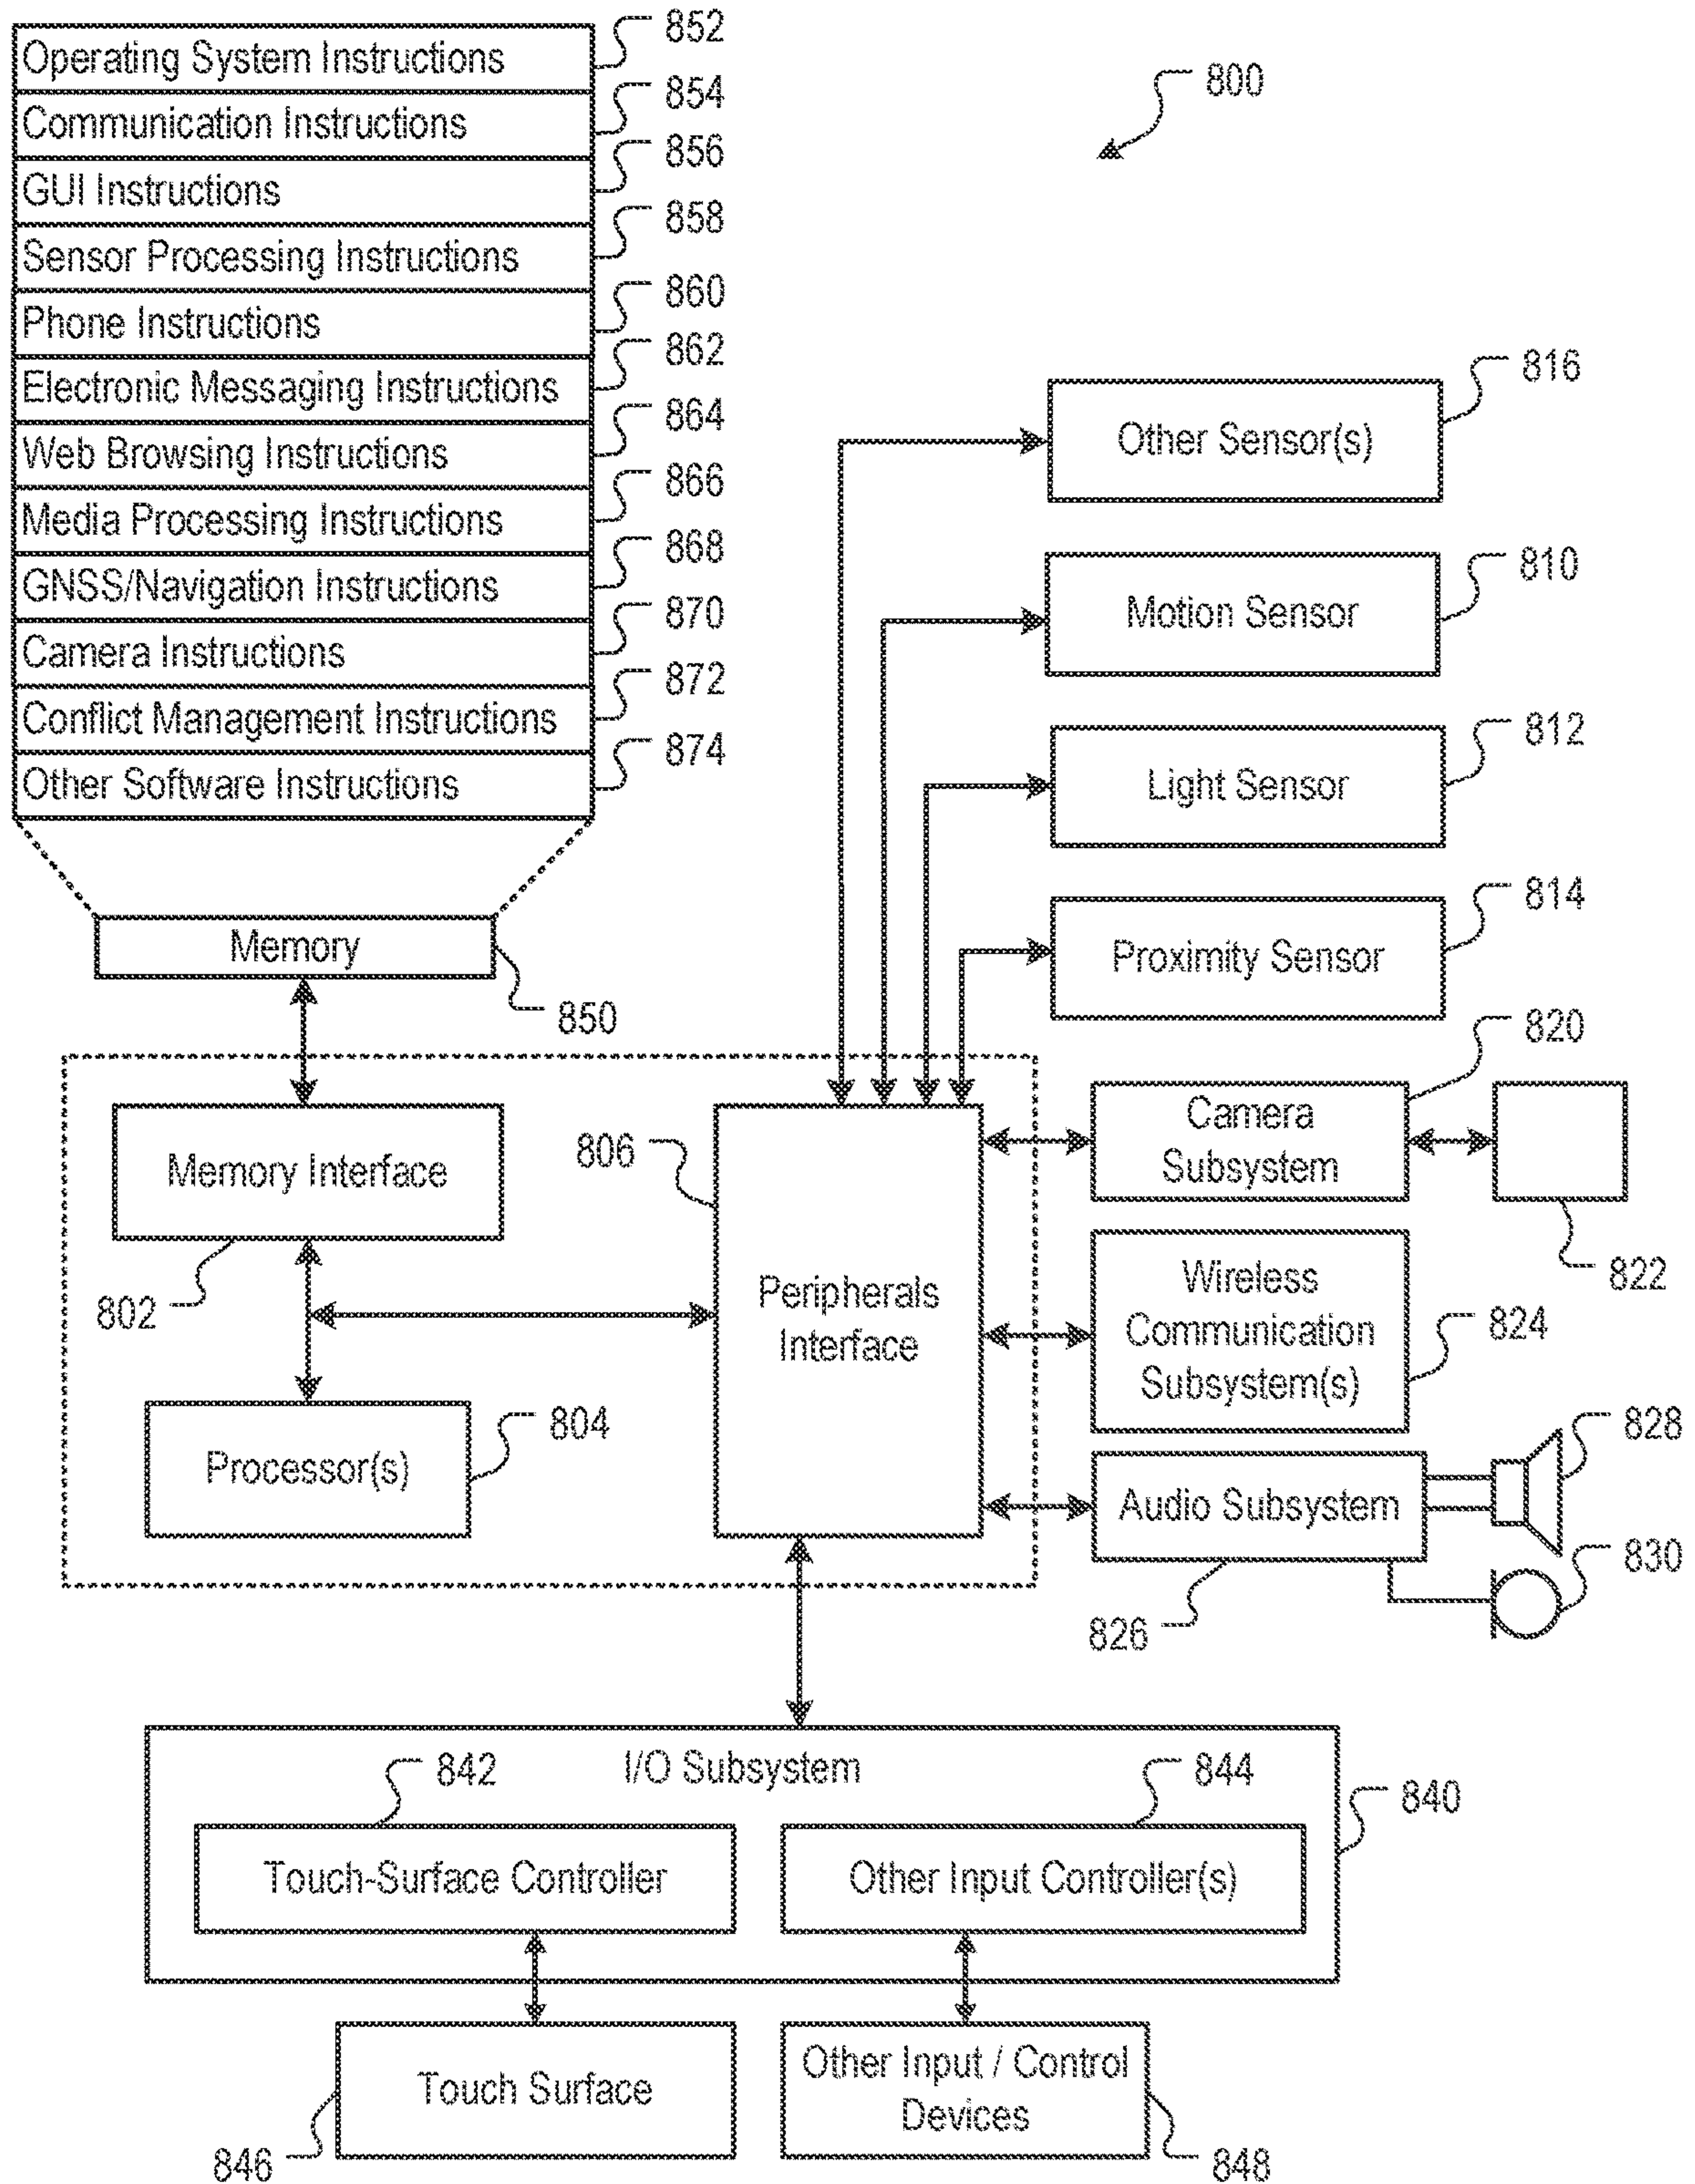 852
Operating System Instructions
800
854
Communication Instructions
856
GUI Instructions
858
Sensor Processing Instructions
860
Phone Instructions
862
Electronic Messaging Instructions
864
Web Browsing Instructions
866
Media Processing Instructions
868
GNSS/Navigation Instructions
870
Camera Instructions
872
Conflict Management Instructions
874
Other Software Instructions
Memory
850
816
Other Sensor(s)
810
Motion Sensor
812
Light Sensor
814
Proximity Sensor
820
Camera
Subsystem
822
Memory Interface
802
806
Peripherals
Interface
Wireless
Communication
Subsystem(s)
824
Processor(s)
804
Audio Subsystem
828
830
826
I/O Subsystem
842
844
840
Touch-Surface Controller
Other Input Controller(s)
Touch Surface
846
Other Input / Control
Devices
848